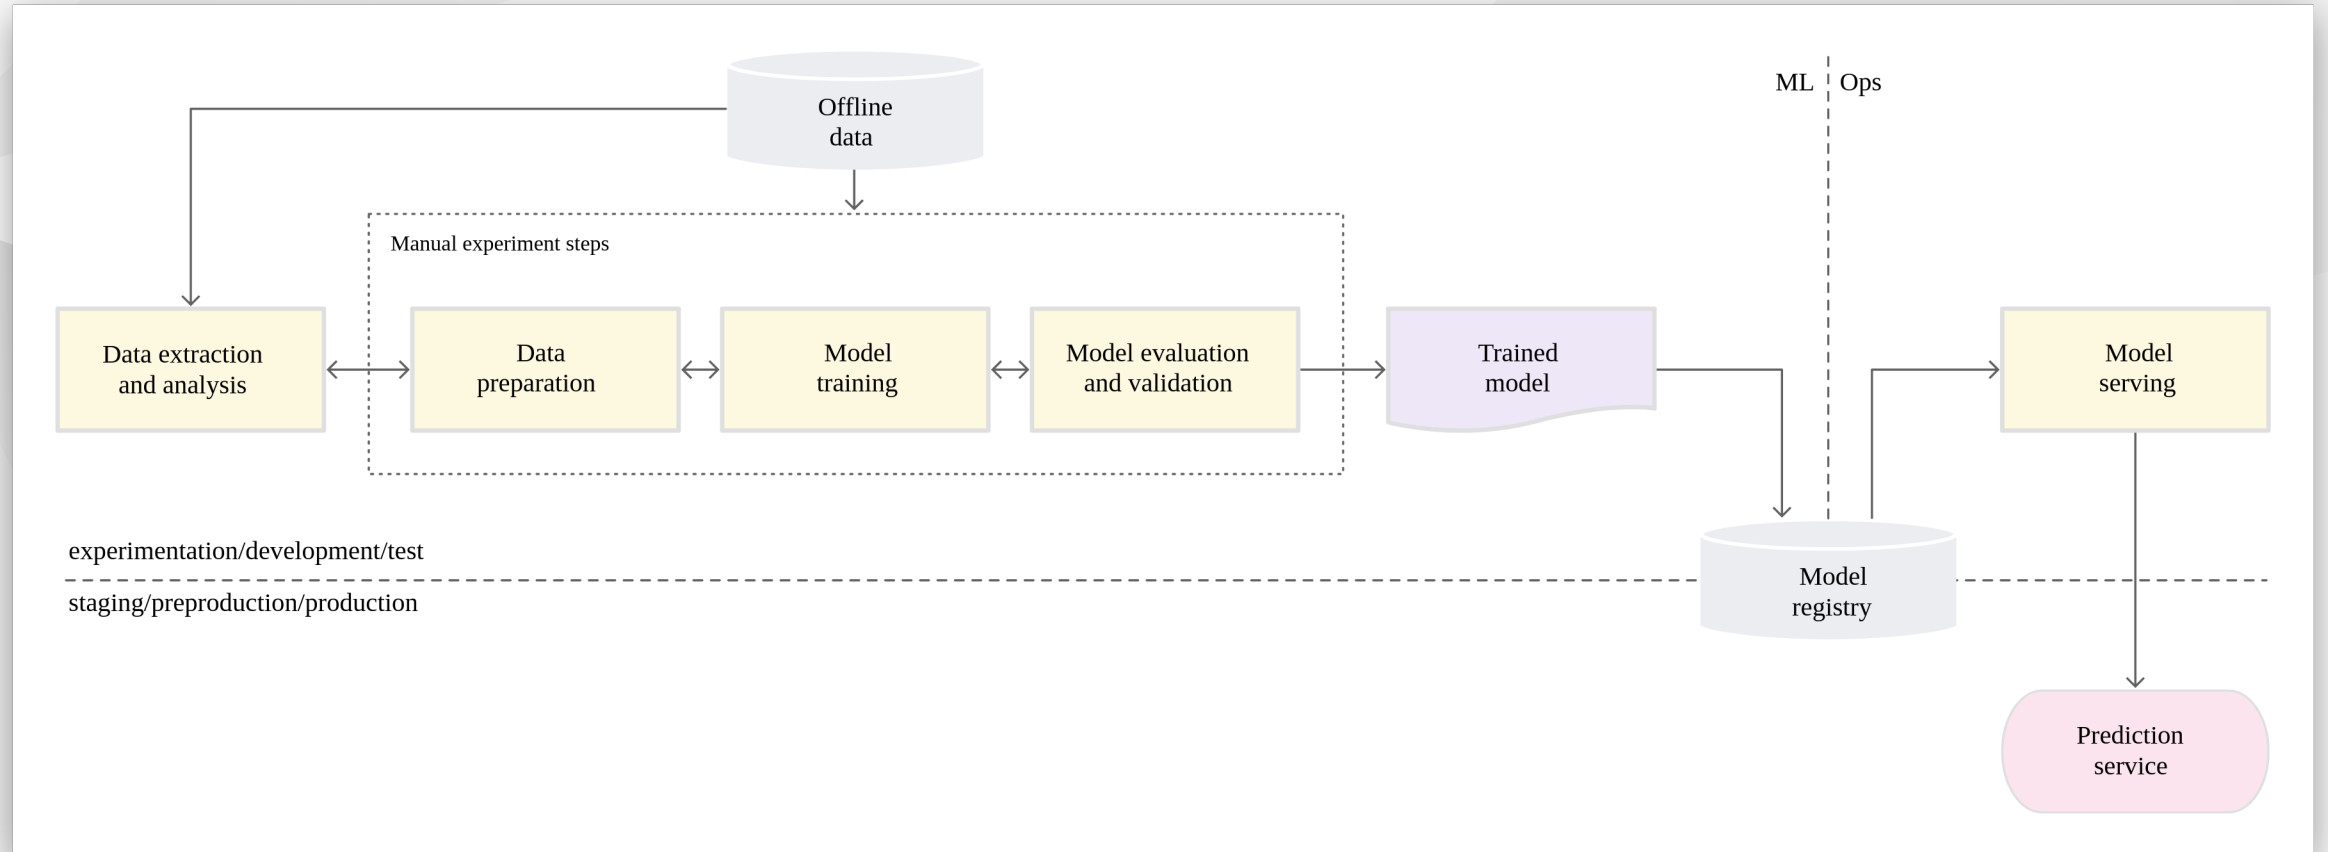 Offline
data
ML
Ops
Manual experiment steps
Data extraction
and analysis
Data
preparation
Model
training
Model evaluation
and validation
Trained
model
Model
serving
experimentation/development/test
staging/preproduction/production
Model
registry
Prediction
service